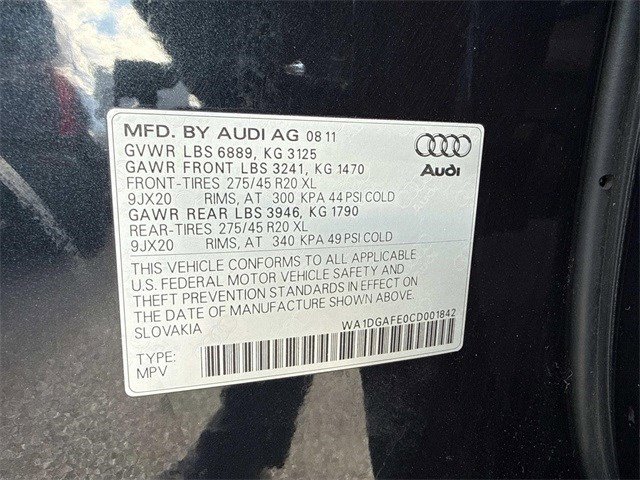 MFD. BY AUDI AG 08 11
GVWR LBS 6889, KG 3125
GAWR FRONT LBS 3241, KG 1470
FRONT-TIRES 275/45 R20 XL
9JX20 RIMS, AT 300 KPA 44 PSI COLD
GAWR REAR LBS 3946, KG 1790
REAR-TIRES 275/45 R20 XL
9JX20 RIMS, AT 340 KPA 49 PSI COLD
Audi
THIS VEHICLE CONFORMS TO ALL APPLICABLE
U.S. FEDERAL MOTOR VEHICLE SAFETY AND
THEFT PREVENTION STANDARDS IN EFFECT ON
THE DATE OF MANUFACTURE SHOWN ABOVE.
SLOVAKIA
WA1DGAFE0CD001842
TYPE:
MPV